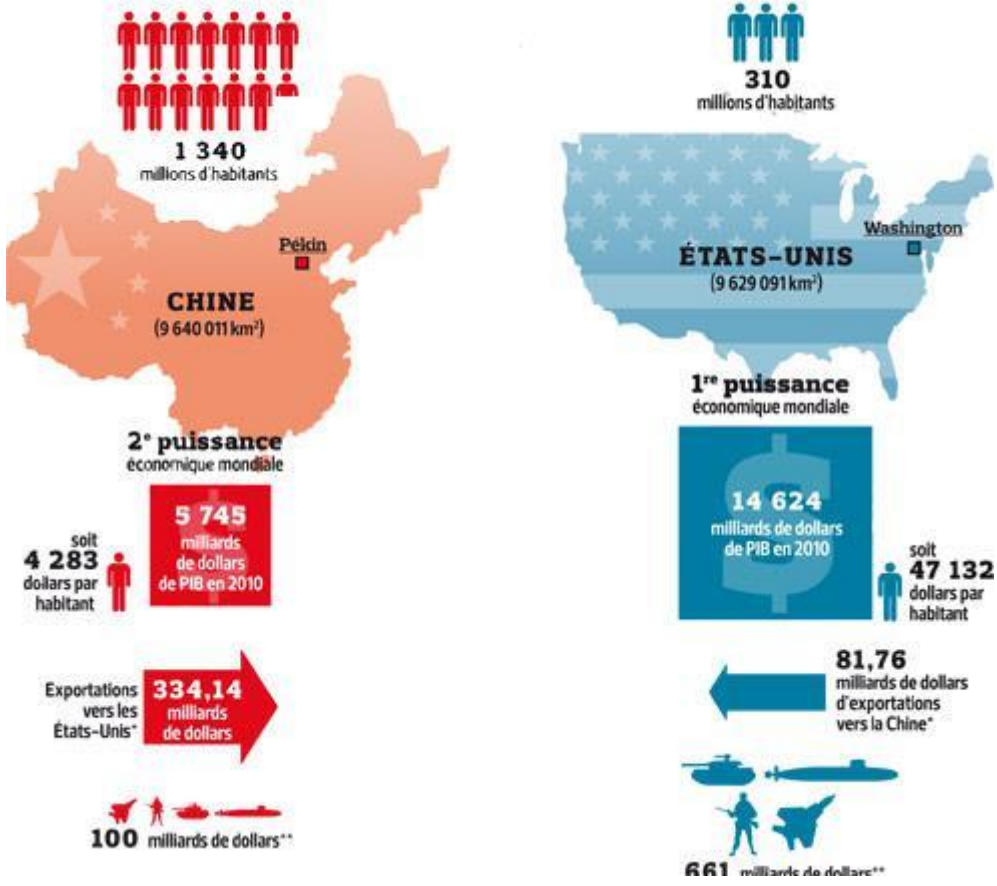 1 340
millions d'habitants
Pékin
CHINE
(9 640 011 km²)
2e puissance
économique mondiale
5 745
milliards
de dollars
de PIB en 2010
soit
4 283
dollars par
habitant
Exportations
vers les
États-Unis*
334,14
milliards
de dollars
100 milliards de dollars**
310
millions d'habitants
Washington
ÉTATS-UNIS
(9 629 091 km²)
1re puissance
économique mondiale
$
14 624
milliards de dollars
de PIB en 2010
soit
47 132
dollars par
habitant
81,76
milliards de dollars
d'exportations
vers la Chine*
661 milliards de dollars**